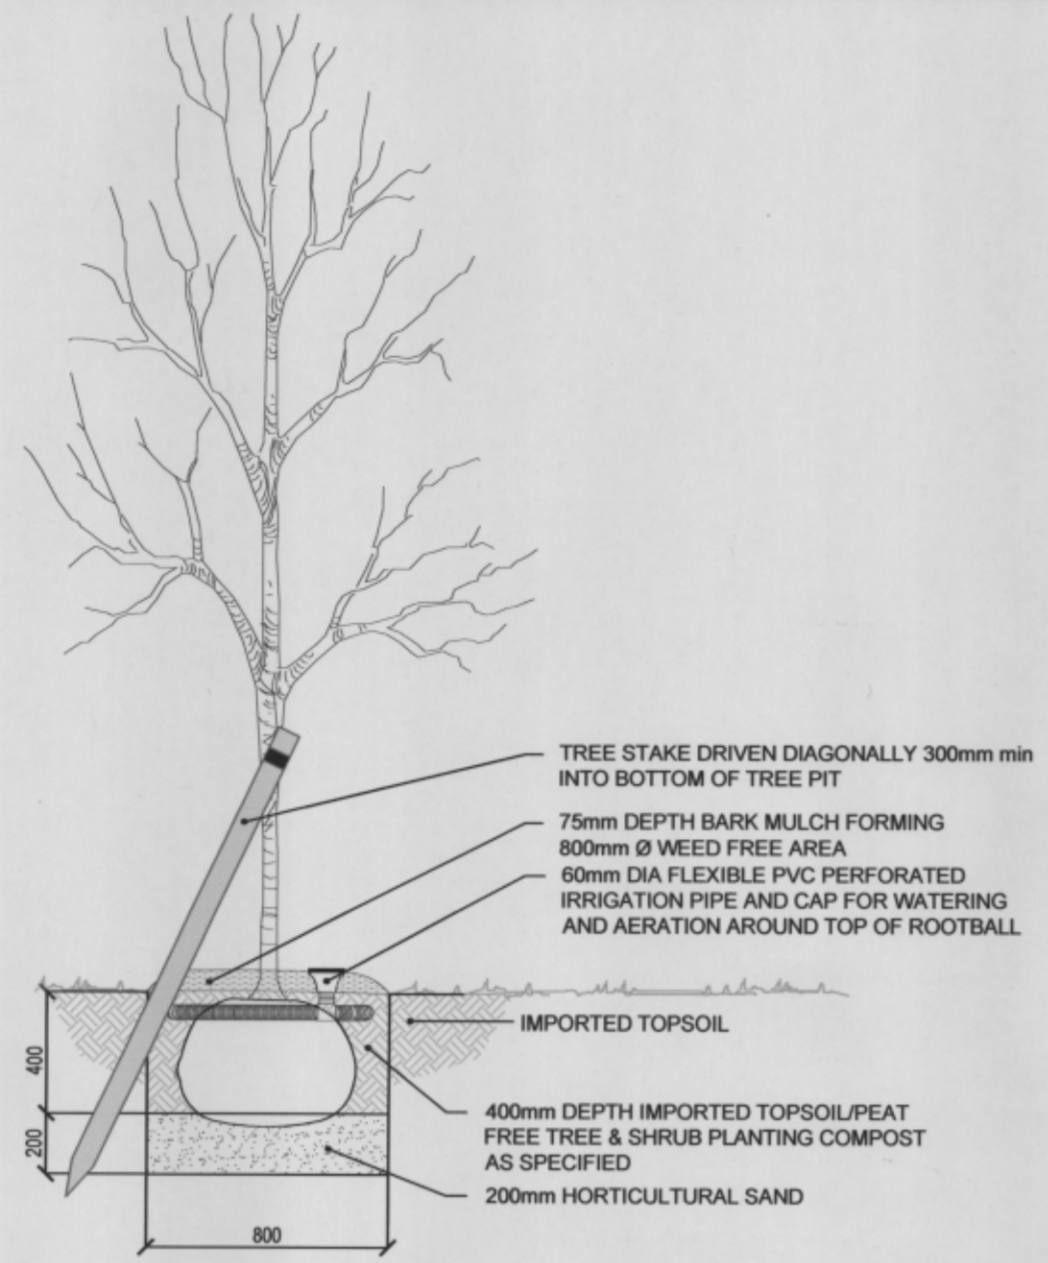 TREE STAKE DRIVEN DIAGONALLY 300mm min
INTO BOTTOM OF TREE PIT
75mm DEPTH BARK MULCH FORMING
800mm Ø WEED FREE AREA
60mm DIA FLEXIBLE PVC PERFORATED
IRRIGATION PIPE AND CAP FOR WATERING
AND AERATION AROUND TOP OF ROOTBALL
IMPORTED TOPSOIL
400
400mm DEPTH IMPORTED TOPSOIL/PEAT
FREE TREE & SHRUB PLANTING COMPOST
AS SPECIFIED
200
200mm HORTICULTURAL SAND
800